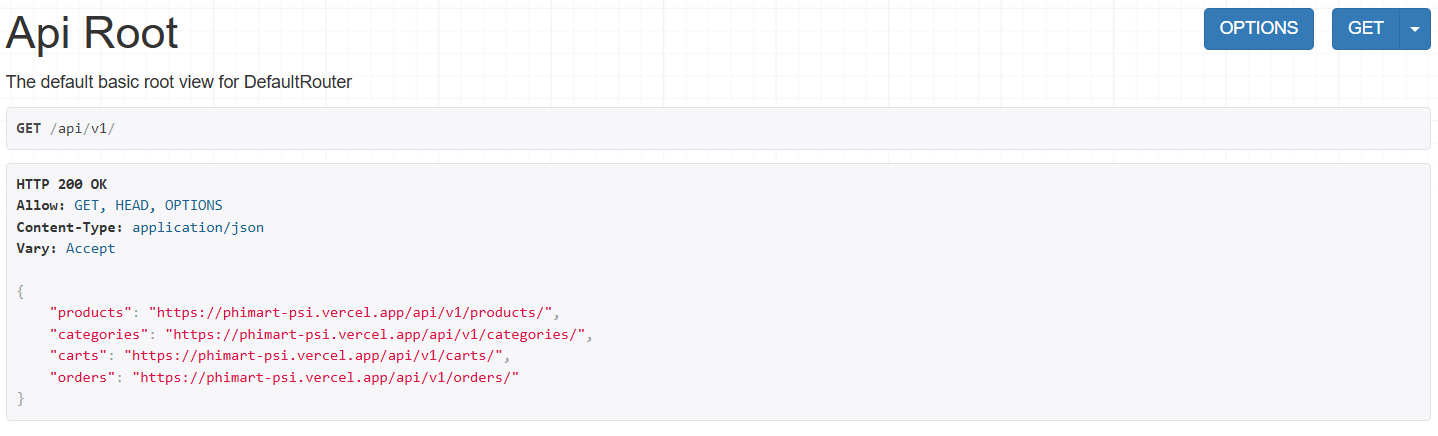 Api Root
OPTIONS
GET
The default basic root view for DefaultRouter
GET /api/v1/
HTTP 200 OK
Allow: GET, HEAD, OPTIONS
Content-Type: application/json
Vary: Accept
{
    "products": "https://phimart-psi.vercel.app/api/v1/products/",
    "categories": "https://phimart-psi.vercel.app/api/v1/categories/",
    "carts": "https://phimart-psi.vercel.app/api/v1/carts/",
    "orders": "https://phimart-psi.vercel.app/api/v1/orders/"
}